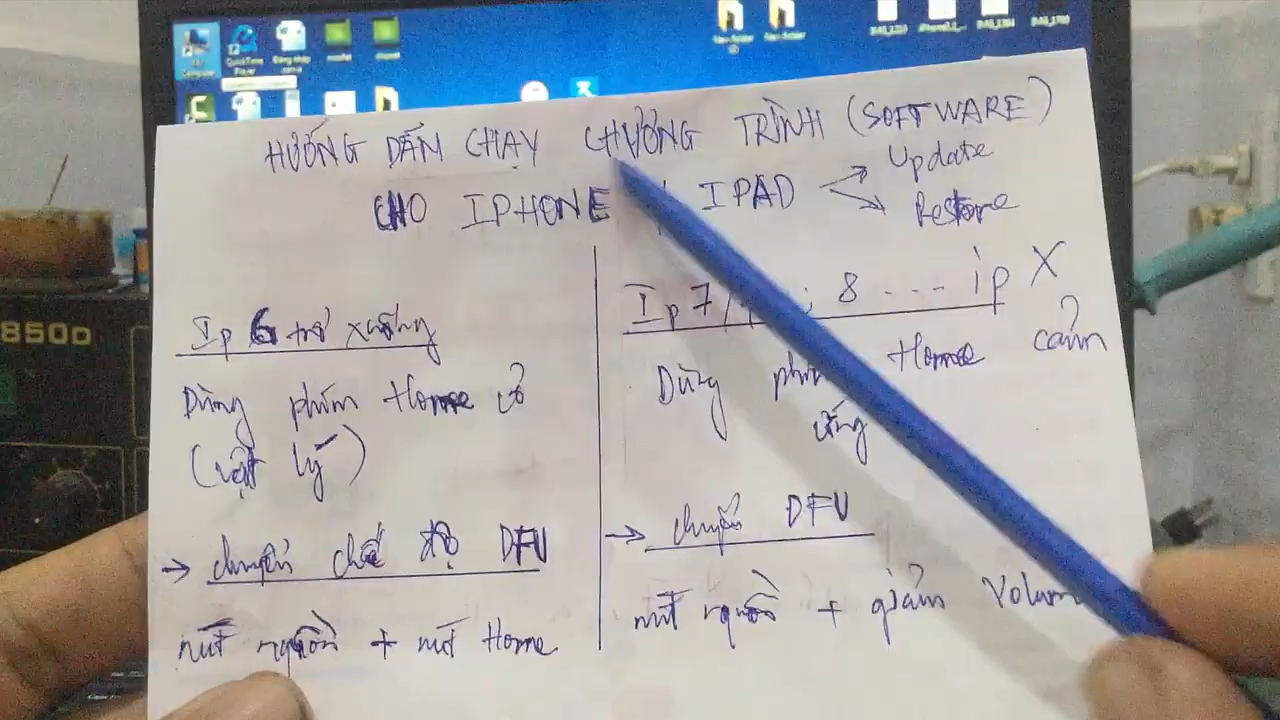 HƯỚNG DẪN CHẠY CHƯƠNG TRÌNH (SOFTWARE)
CHO IPHONE IPAD
Update
Restore
Ip 6 trở xuống
Dùng phím Home cơ
(vật lý)
→ chuyển chế độ DFU
nút nguồn + nút Home
Ip 7 8 ... ip X
Dùng Home cảm
ứng
→ chuyển DFU
nút nguồn + giảm
850D